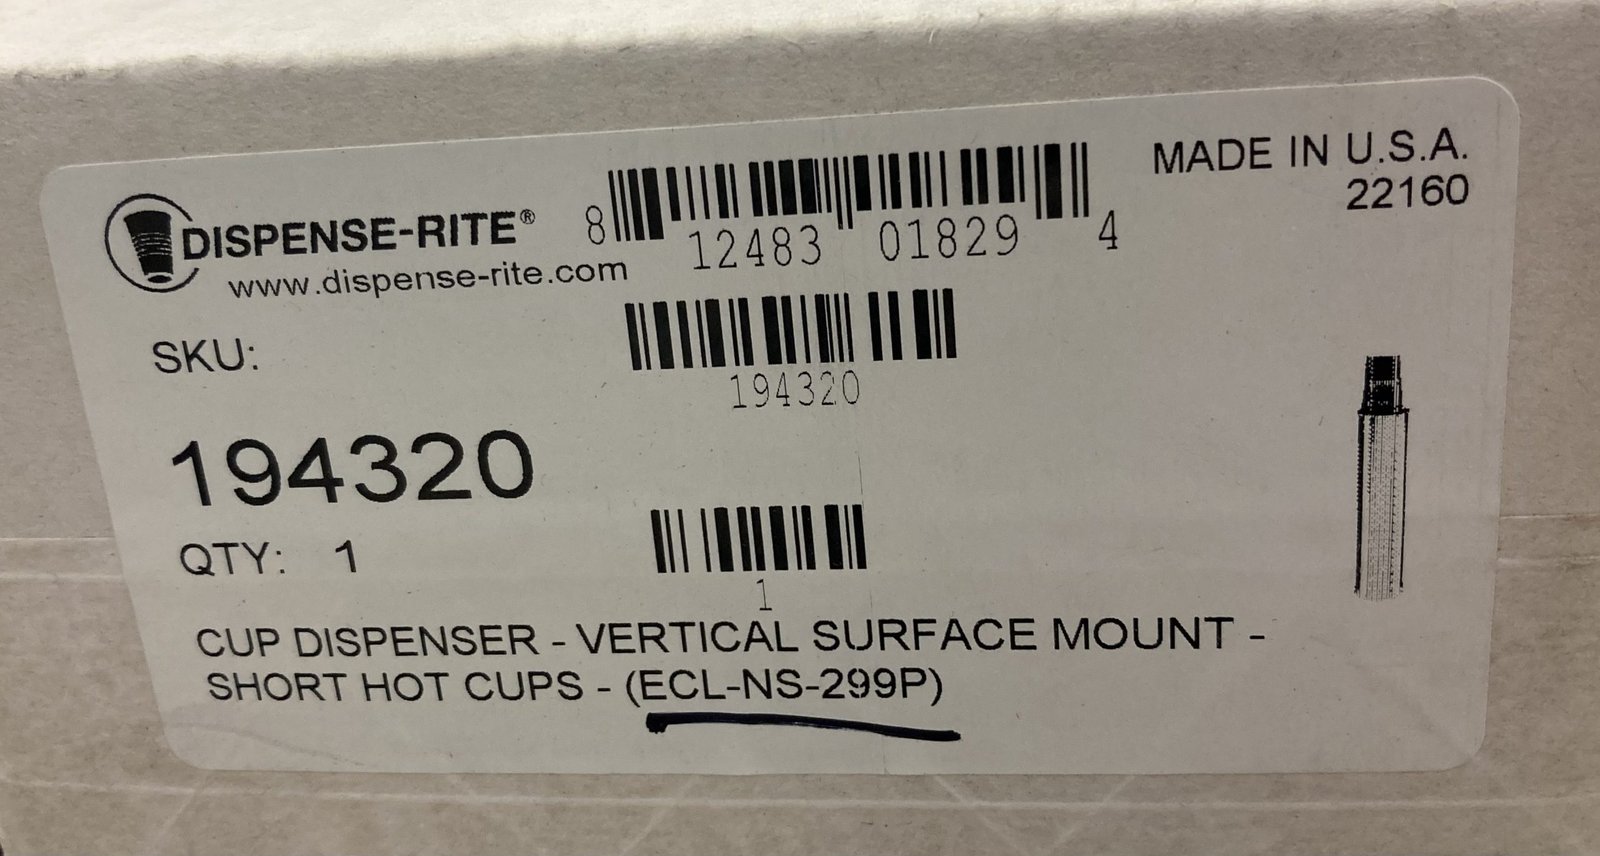 DISPENSE-RITE®
www.dispense-rite.com
8 12483 01829 4
MADE IN U.S.A.
22160
SKU:
194320
194320
QTY: 1
1
CUP DISPENSER - VERTICAL SURFACE MOUNT -
SHORT HOT CUPS - (ECL-NS-299P)